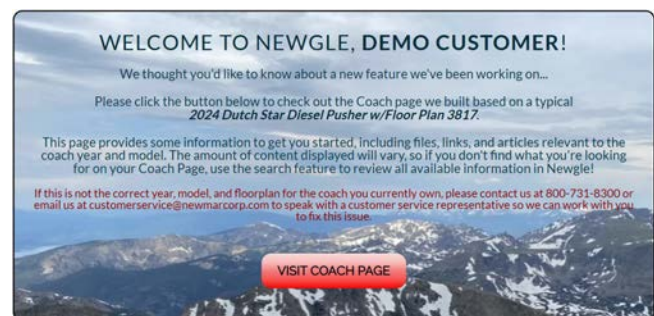 WELCOME TO NEWGLE, DEMO CUSTOMER!
We thought you'd like to know about a new feature we've been working on...
Please click the button below to check out the Coach page we built based on a typical
2024 Dutch Star Diesel Pusher w/Floor Plan 3817.
This page provides some information to get you started, including files, links, and articles relevant to the
coach year and model. The amount of content displayed will vary, so if you don't find what you're looking
for on your Coach Page, use the search feature to review all available information in Newgle!
If this is not the correct year, model, and floorplan for the coach you currently own, please contact us at 800-731-8300 or
email us at customerservice@newmarcorp.com to speak with a customer service representative so we can work with you
to fix this issue.
VISIT COACH PAGE